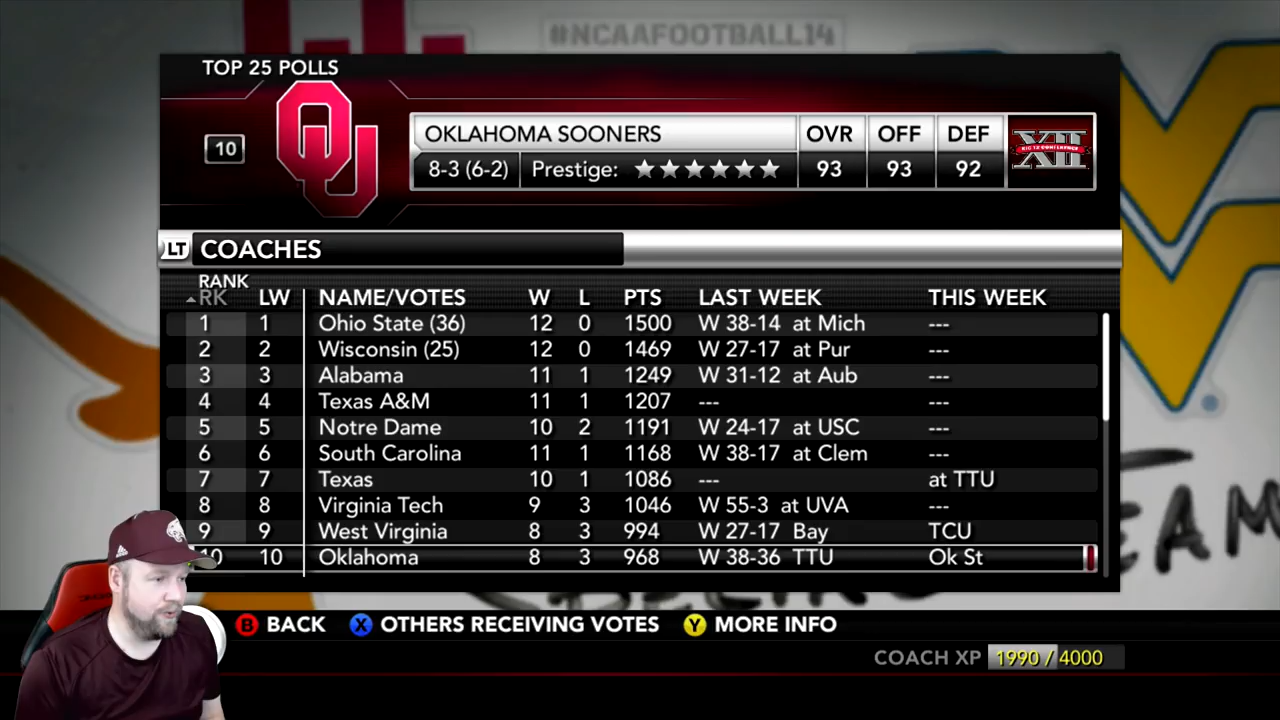 #NCAAFOOTBALL14
TOP 25 POLLS
10
OU
OKLAHOMA SOONERS OVR OFF DEF
8-3 (6-2) Prestige: ★★★★★★ 93 93 92
XII
LT COACHES
RANK
RK LW NAME/VOTES W L PTS LAST WEEK THIS WEEK
1 1 Ohio State (36) 12 0 1500 W 38-14 at Mich ---
2 2 Wisconsin (25) 12 0 1469 W 27-17 at Pur ---
3 3 Alabama 11 1 1249 W 31-12 at Aub ---
4 4 Texas A&M 11 1 1207 --- ---
5 5 Notre Dame 10 2 1191 W 24-17 at USC ---
6 6 South Carolina 11 1 1168 W 38-17 at Clem ---
7 7 Texas 10 1 1086 --- at TTU
8 8 Virginia Tech 9 3 1046 W 55-3 at UVA ---
9 9 West Virginia 8 3 994 W 27-17 Bay TCU
10 10 Oklahoma 8 3 968 W 38-36 TTU Ok St
B BACK X OTHERS RECEIVING VOTES Y MORE INFO
COACH XP 1990 / 4000